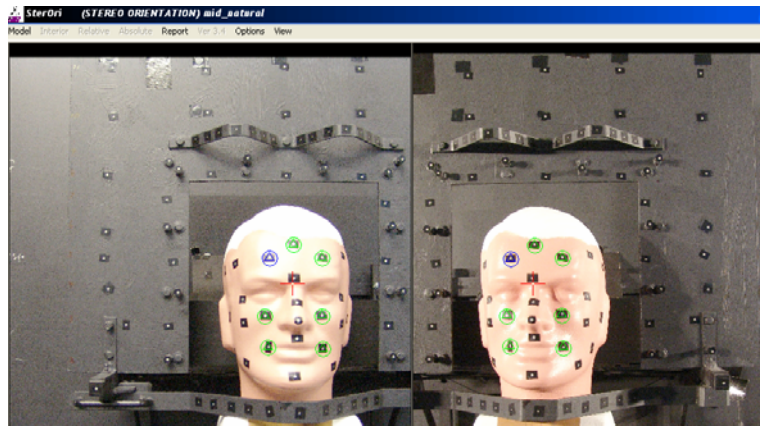 SterOri (STEREO ORIENTATION) mid_natural
Model Interior Relative Absolute Report Ver 3.4 Options View